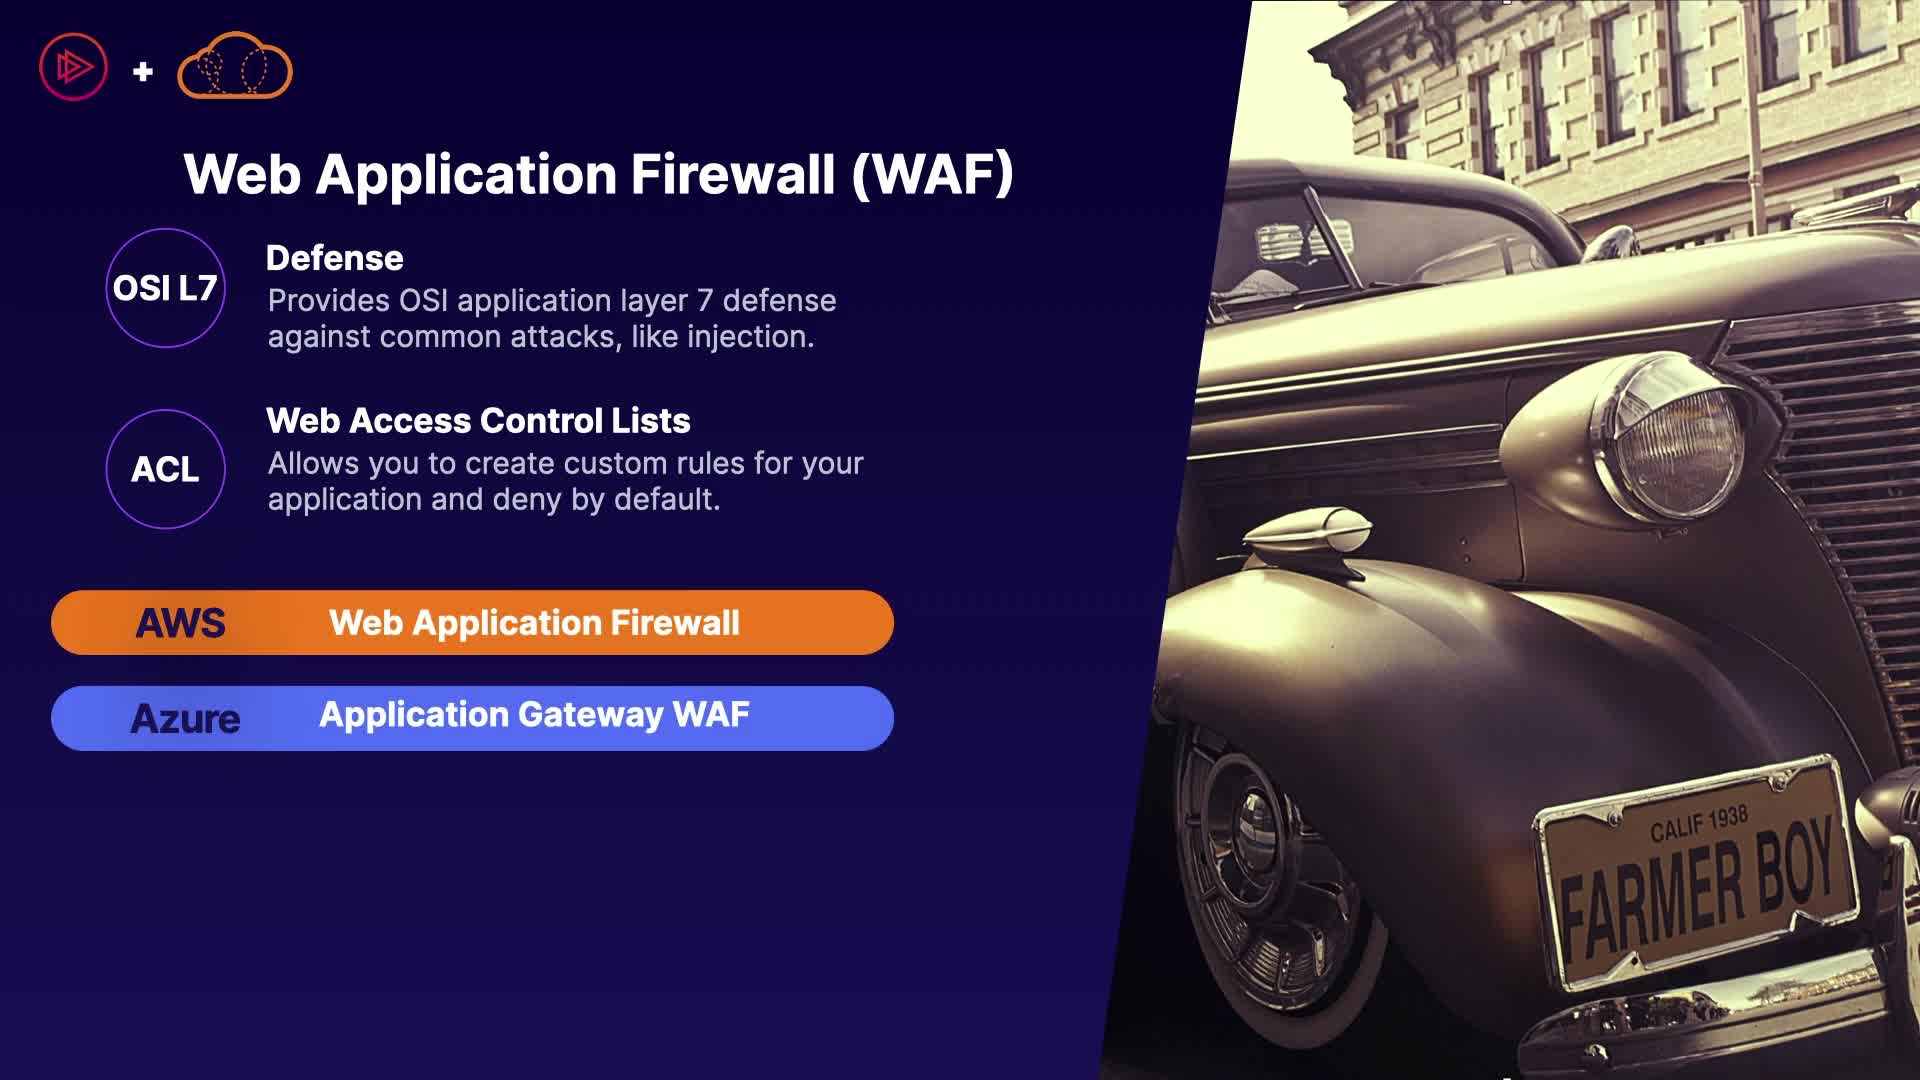 Web Application Firewall (WAF)
OSI L7
Defense
Provides OSI application layer 7 defense
against common attacks, like injection.
ACL
Web Access Control Lists
Allows you to create custom rules for your
application and deny by default.
AWS
Web Application Firewall
Azure
Application Gateway WAF
CALIF 1938
FARMER BOY